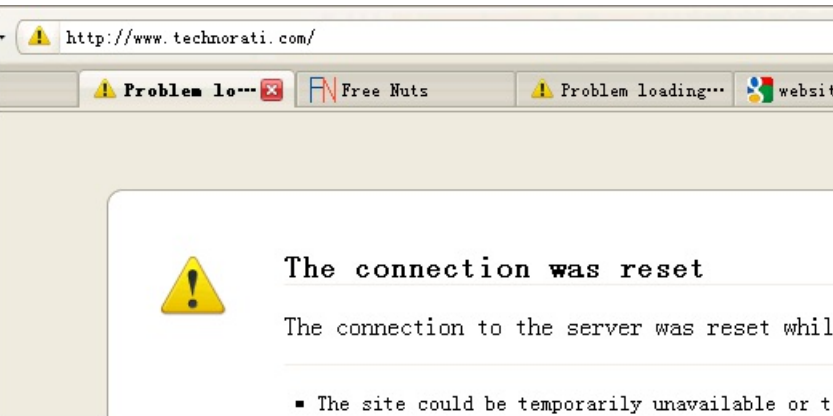 http://www.technorati.com/
Problem lo… FN Free Nuts Problem loading… websit
The connection was reset
The connection to the server was reset whil
▪ The site could be temporarily unavailable or t